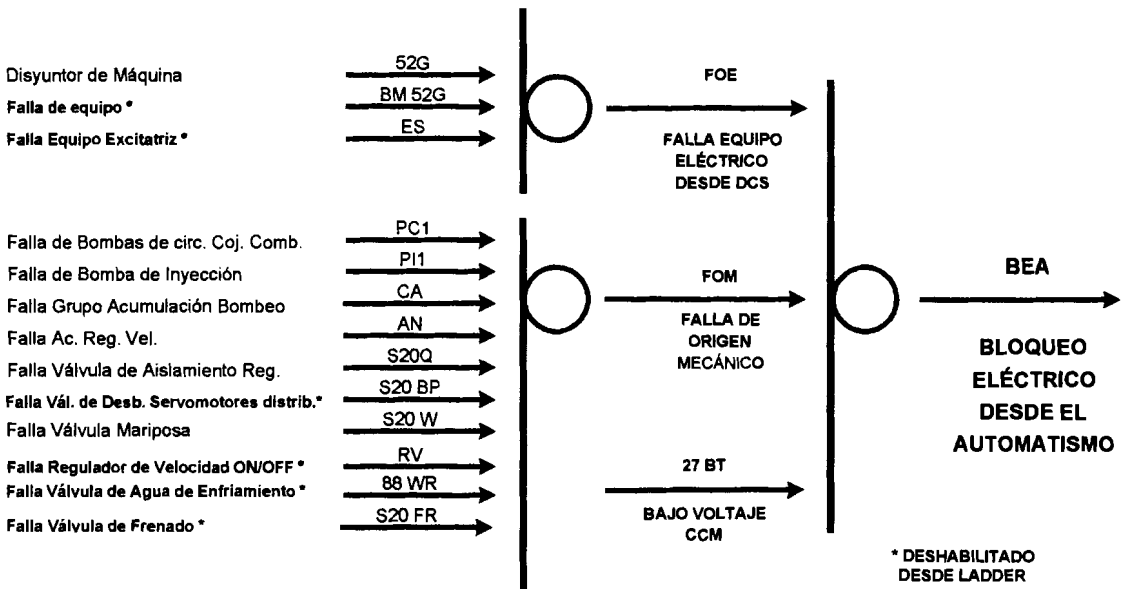 Disyuntor de Máquina
52G
Falla de equipo *
BM 52G
Falla Equipo Excitatriz *
ES
FOE
FALLA EQUIPO
ELÉCTRICO
DESDE DCS
Falla de Bombas de circ. Coj. Comb.
PC1
Falla de Bomba de Inyección
PI1
Falla Grupo Acumulación Bombeo
CA
Falla Ac. Reg. Vel.
AN
Falla Válvula de Aislamiento Reg.
S20Q
Falla Vál. de Desb. Servomotores distrib.*
S20 BP
Falla Válvula Mariposa
S20 W
Falla Regulador de Velocidad ON/OFF *
RV
Falla Válvula de Agua de Enfriamiento *
88 WR
Falla Válvula de Frenado *
S20 FR
FOM
FALLA DE
ORIGEN
MECÁNICO
27 BT
BAJO VOLTAJE
CCM
BEA
BLOQUEO
ELÉCTRICO
DESDE EL
AUTOMATISMO
* DESHABILITADO
DESDE LADDER